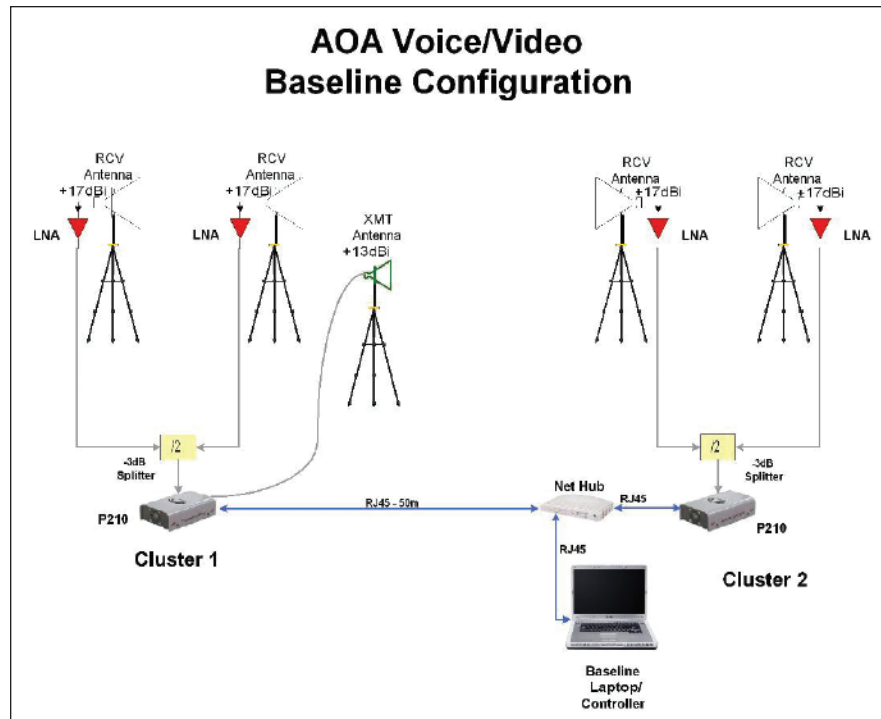 AOA Voice/Video
Baseline Configuration
RCV
Antenna
+17dBi
LNA
RCV
Antenna
+17dBi
LNA
XMT
Antenna
+13dBi
RCV
Antenna
+17dBi
LNA
RCV
Antenna
+17dBi
LNA
/2
-3dB
Splitter
/2
-3dB
Splitter
P210
RJ45 - 50m
Net Hub
RJ45
P210
Cluster 1
RJ45
Cluster 2
Baseline
Laptop/
Controller